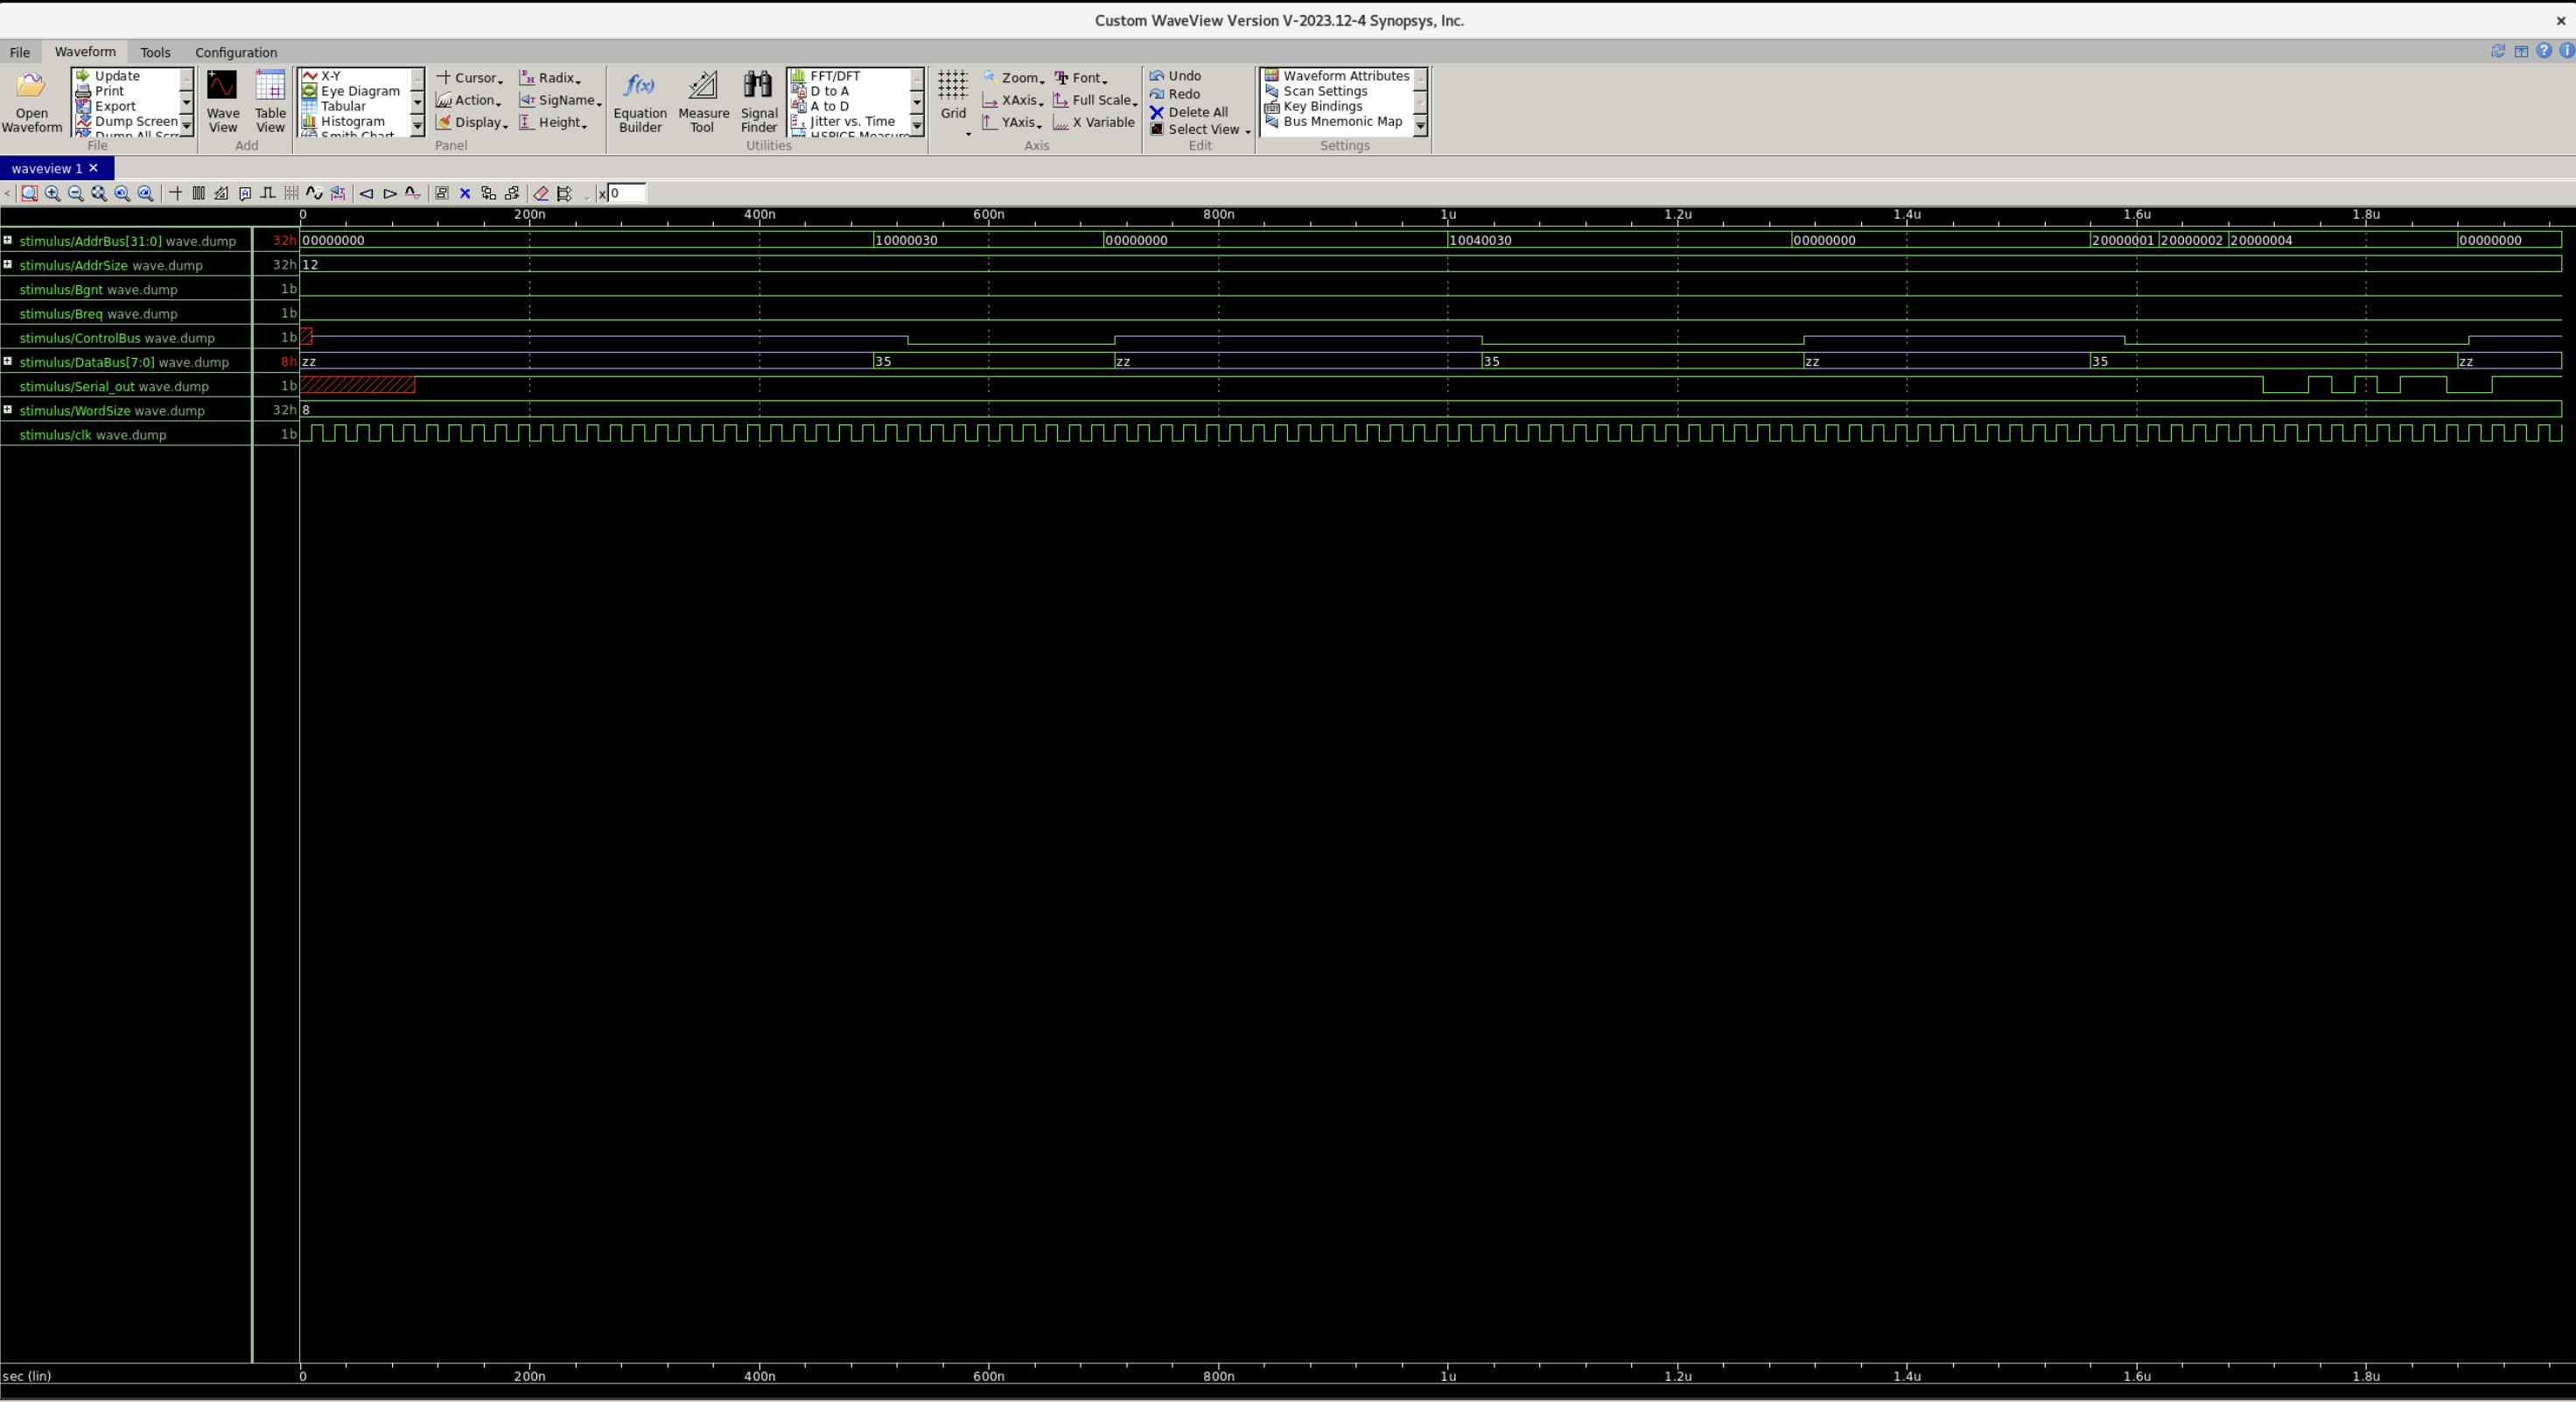 Custom WaveView Version V-2023.12-4 Synopsys, Inc.
File Waveform Tools Configuration
Open Waveform
Update
Print
Export
Dump Screen
Dump All Scr
File
Wave View
Table View
Add
X-Y
Eye Diagram
Tabular
Histogram
Smith Chart
Cursor
Action
Display
Radix
SigName
Height
Panel
f(x)
Equation Builder
Measure Tool
Signal Finder
FFT/DFT
D to A
A to D
Jitter vs. Time
HSPICE Measure
Utilities
Grid
Zoom
XAxis
YAxis
Font
Full Scale
X Variable
Axis
Undo
Redo
Delete All
Select View
Edit
Waveform Attributes
Scan Settings
Key Bindings
Bus Mnemonic Map
Settings
waveview 1
x 0
0 200n 400n 600n 800n 1u 1.2u 1.4u 1.6u 1.8u
stimulus/AddrBus[31:0] wave.dump 32h 00000000 10000030 00000000 10040030 00000000 20000001 20000002 20000004 00000000
stimulus/AddrSize wave.dump 32h 12
stimulus/Bgnt wave.dump 1b
stimulus/Breq wave.dump 1b
stimulus/ControlBus wave.dump 1b
stimulus/DataBus[7:0] wave.dump 8h zz 35 zz 35 zz 35 zz
stimulus/Serial_out wave.dump 1b
stimulus/WordSize wave.dump 32h 8
stimulus/clk wave.dump 1b
sec (lin) 0 200n 400n 600n 800n 1u 1.2u 1.4u 1.6u 1.8u